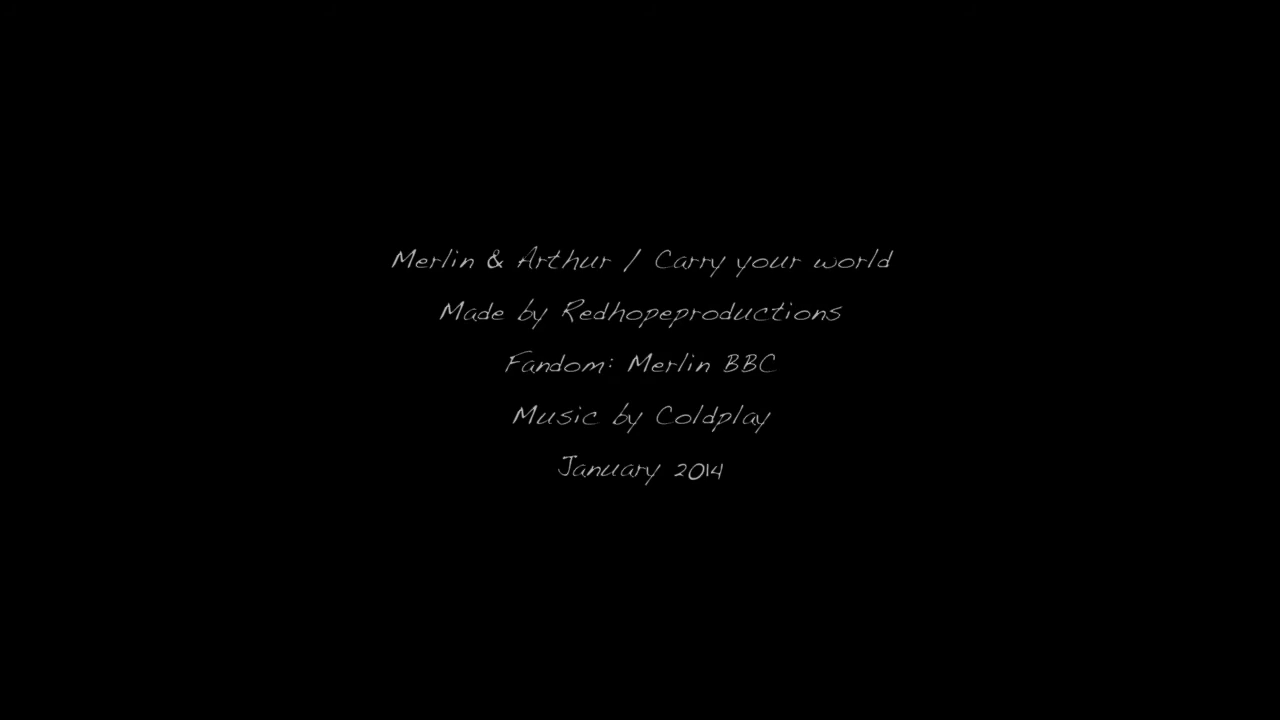 Merlin & Arthur / Carry your world
Made by Redhopeproductions
Fandom: Merlin BBC
Music by Coldplay
January 2014